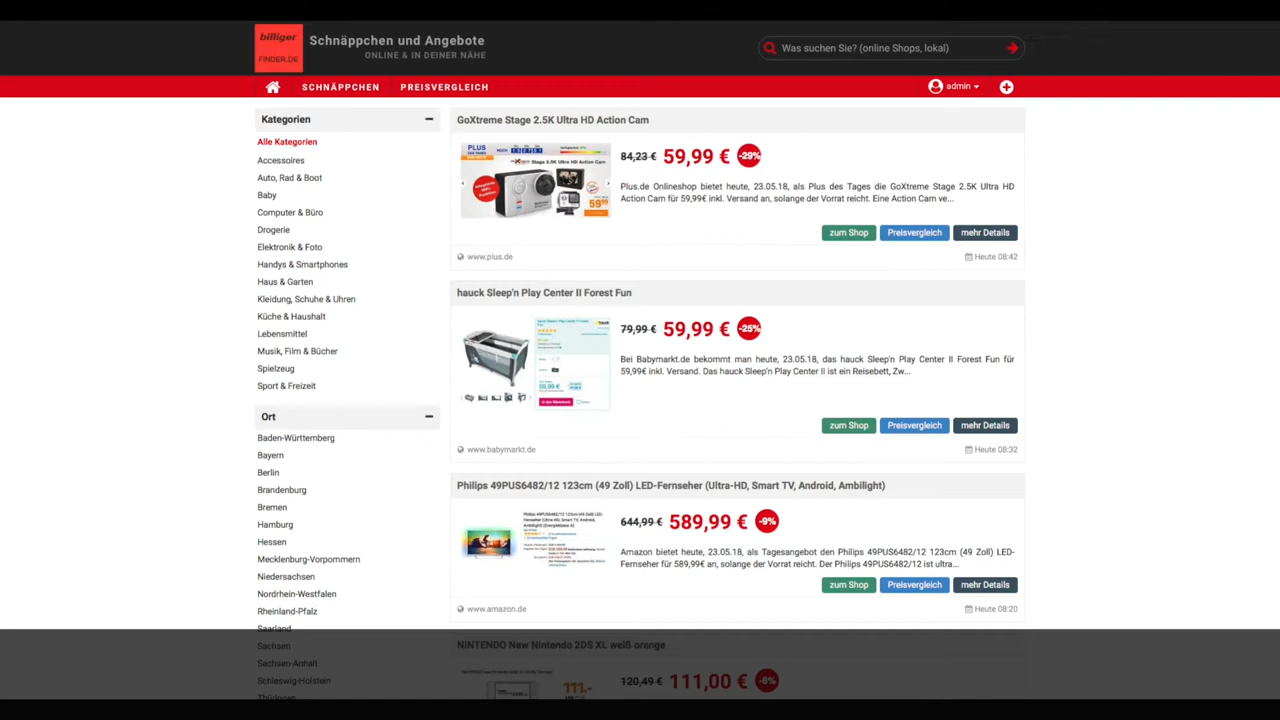 billiger
FINDER.DE
Schnäppchen und Angebote
ONLINE & IN DEINER NÄHE
Was suchen Sie? (online Shops, lokal)
SCHNÄPPCHEN
PREISVERGLEICH
admin
Kategorien
Alle Kategorien
Accessoires
Auto, Rad & Boot
Baby
Computer & Büro
Drogerie
Elektronik & Foto
Handys & Smartphones
Haus & Garten
Kleidung, Schuhe & Uhren
Küche & Haushalt
Lebensmittel
Musik, Film & Bücher
Spielzeug
Sport & Freizeit
Ort
Baden-Württemberg
Bayern
Berlin
Brandenburg
Bremen
Hamburg
Hessen
Mecklenburg-Vorpommern
Niedersachsen
Nordrhein-Westfalen
Rheinland-Pfalz
Saarland
Sachsen
Sachsen-Anhalt
Schleswig-Holstein
Thüringen
GoXtreme Stage 2.5K Ultra HD Action Cam
PLUS
Stage 2.5K Ultra HD Action Cam
84,23 € 59,99 € -29%
Plus.de Onlineshop bietet heute, 23.05.18, als Plus des Tages die GoXtreme Stage 2.5K Ultra HD
Action Cam für 59,99€ inkl. Versand an, solange der Vorrat reicht. Eine Action Cam ve...
zum Shop Preisvergleich mehr Details
www.plus.de Heute 08:42
hauck Sleep'n Play Center II Forest Fun
79,99 € 59,99 € -25%
Bei Babymarkt.de bekommt man heute, 23.05.18, das hauck Sleep'n Play Center II Forest Fun für
59,99€ inkl. Versand. Das hauck Sleep'n Play Center II ist ein Reisebett, Zw...
zum Shop Preisvergleich mehr Details
www.babymarkt.de Heute 08:32
Philips 49PUS6482/12 123cm (49 Zoll) LED-Fernseher (Ultra-HD, Smart TV, Android, Ambilight)
644,99 € 589,99 € -9%
Amazon bietet heute, 23.05.18, als Tagesangebot den Philips 49PUS6482/12 123cm (49 Zoll) LED-
Fernseher für 589,99€ an, solange der Vorrat reicht. Der Philips 49PUS6482/12 ist ultra...
zum Shop Preisvergleich mehr Details
www.amazon.de Heute 08:20
NINTENDO New Nintendo 2DS XL weiß orange
111.-
120,49 € 111,00 € -8%